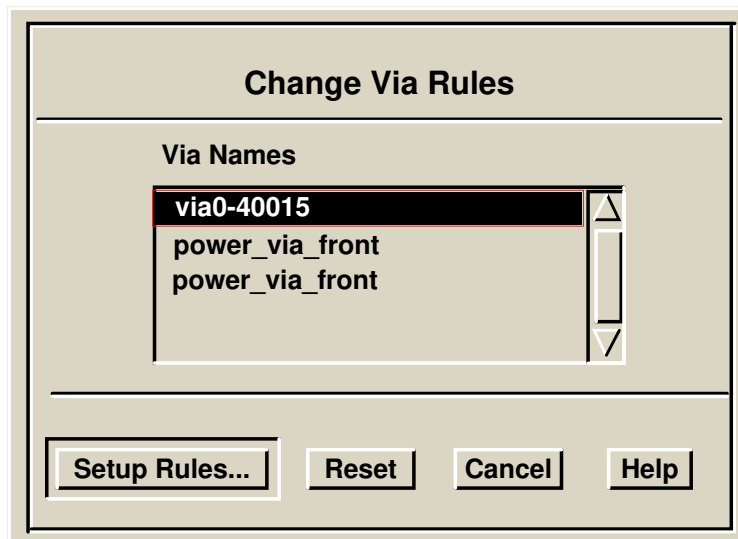 Change Via Rules
Via Names
via0-40015
power_via_front
power_via_front
Setup Rules... Reset Cancel Help